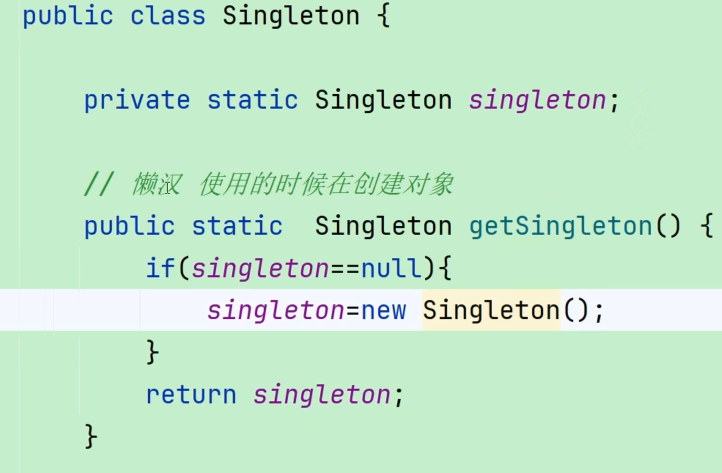 public class Singleton {
private static Singleton singleton;
// 懒汉 使用的时候在创建对象
public static  Singleton getSingleton() {
if(singleton==null){
singleton=new Singleton();
}
return singleton;
}